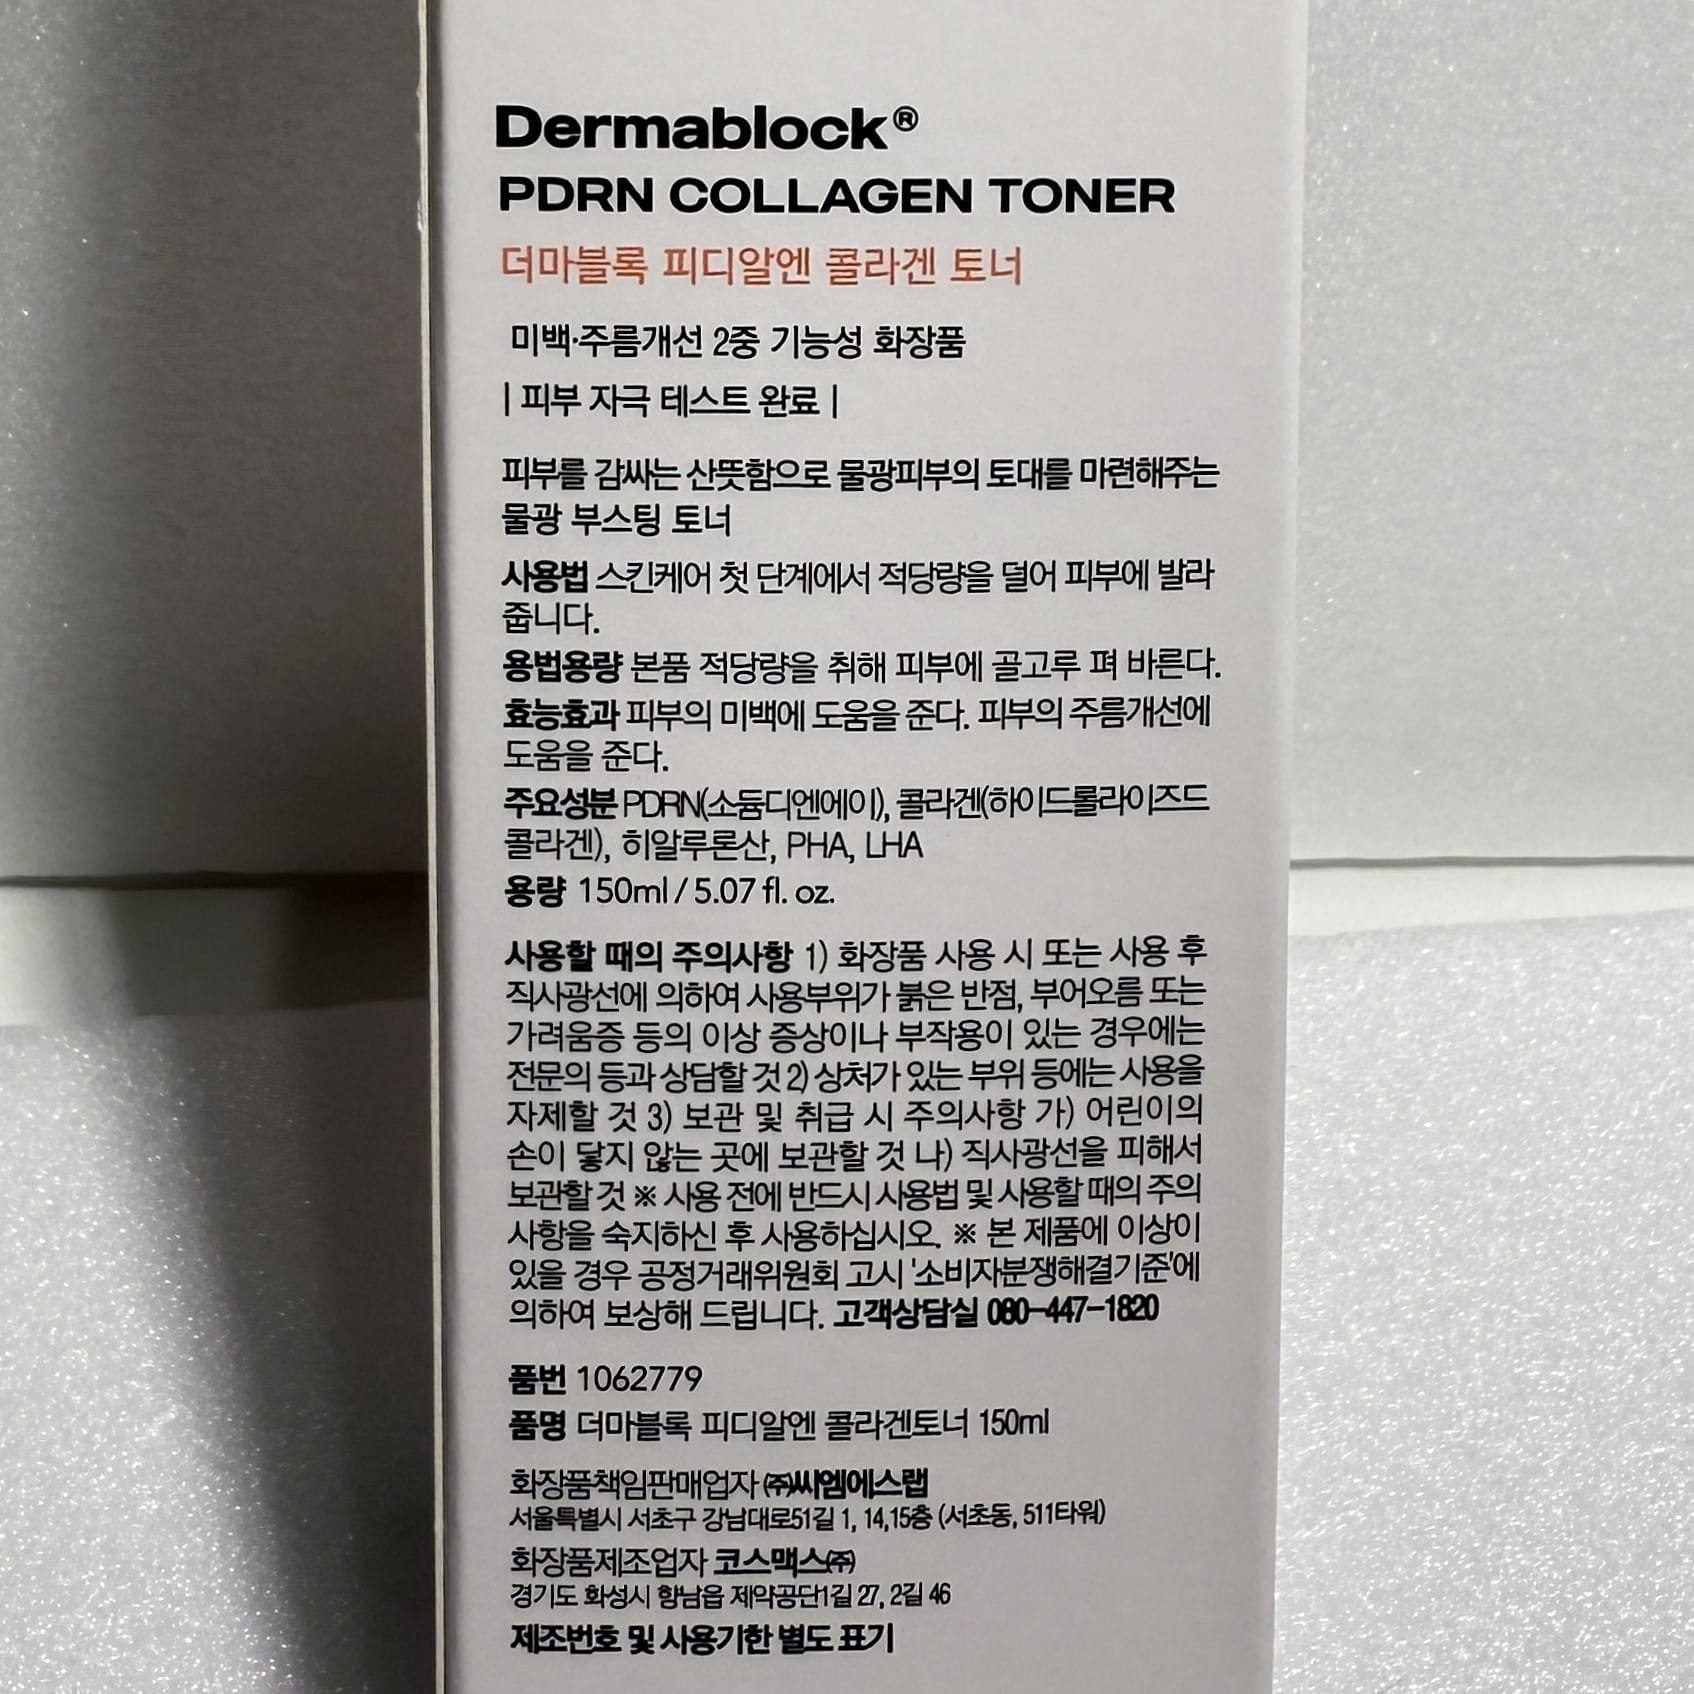 Dermablock®
PDRN COLLAGEN TONER
더마블록 피디알엔 콜라겐 토너
미백·주름개선 2중 기능성 화장품
| 피부 자극 테스트 완료 |
피부를 감싸는 산뜻함으로 물광피부의 토대를 마련해주는
물광 부스팅 토너
사용법 스킨케어 첫 단계에서 적당량을 덜어 피부에 발라
줍니다.
용법용량 본품 적당량을 취해 피부에 골고루 펴 바른다.
효능효과 피부의 미백에 도움을 준다. 피부의 주름개선에
도움을 준다.
주요성분 PDRN(소듐디엔에이), 콜라겐(하이드롤라이즈드
콜라겐), 히알루론산, PHA, LHA
용량 150ml / 5.07 fl. oz.
사용할 때의 주의사항 1) 화장품 사용 시 또는 사용 후
직사광선에 의하여 사용부위가 붉은 반점, 부어오름 또는
가려움증 등의 이상 증상이나 부작용이 있는 경우에는
전문의 등과 상담할 것 2) 상처가 있는 부위 등에는 사용을
자제할 것 3) 보관 및 취급 시 주의사항 가) 어린이의
손이 닿지 않는 곳에 보관할 것 나) 직사광선을 피해서
보관할 것 ※ 사용 전에 반드시 사용법 및 사용할 때의 주의
사항을 숙지하신 후 사용하십시오. ※ 본 제품에 이상이
있을 경우 공정거래위원회 고시 '소비자분쟁해결기준'에
의하여 보상해 드립니다. 고객상담실 080-447-1820
품번 1062779
품명 더마블록 피디알엔 콜라겐토너 150ml
화장품책임판매업자 ㈜씨엠에스랩
서울특별시 서초구 강남대로51길 1, 14,15층 (서초동, 511타워)
화장품제조업자 코스맥스㈜
경기도 화성시 향남읍 제약공단1길 27, 2길 46
제조번호 및 사용기한 별도 표기